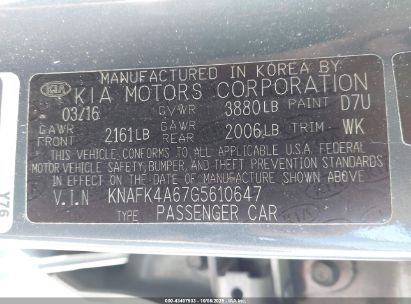 MANUFACTURED IN KOREA BY
KIA KIA MOTORS CORPORATION
03/16 GVWR 3880LB PAINT D7U
GAWR FRONT 2161LB GAWR REAR 2006LB TRIM WK
THIS VEHICLE CONFORMS TO ALL APPLICABLE U.S.A FEDERAL
MOTOR VEHICLE SAFETY, BUMPER, AND THEFT PREVENTION STANDARDS
IN EFFECT ON THE DATE OF MANUFACTURE SHOWN ABOVE
V.I.N KNAFK4A67G5610647
TYPE PASSENGER CAR
Y76